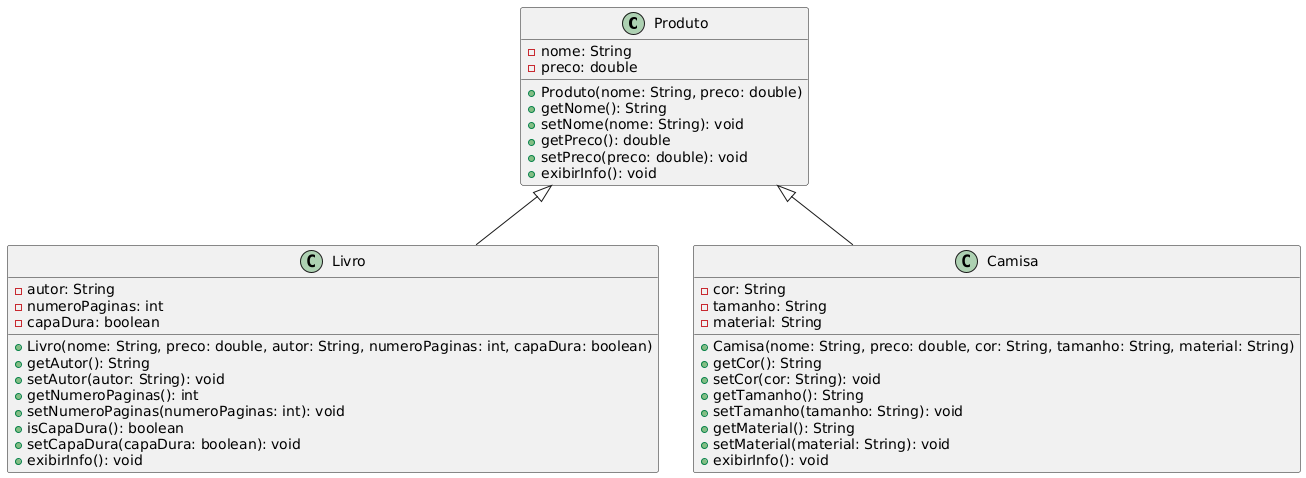 C Produto
nome: String
preco: double
Produto(nome: String, preco: double)
getNome(): String
setNome(nome: String): void
getPreco(): double
setPreco(preco: double): void
exibirInfo(): void
C Livro
autor: String
numeroPaginas: int
capaDura: boolean
Livro(nome: String, preco: double, autor: String, numeroPaginas: int, capaDura: boolean)
getAutor(): String
setAutor(autor: String): void
getNumeroPaginas(): int
setNumeroPaginas(numeroPaginas: int): void
isCapaDura(): boolean
setCapaDura(capaDura: boolean): void
exibirInfo(): void
C Camisa
cor: String
tamanho: String
material: String
Camisa(nome: String, preco: double, cor: String, tamanho: String, material: String)
getCor(): String
setCor(cor: String): void
getTamanho(): String
setTamanho(tamanho: String): void
getMaterial(): String
setMaterial(material: String): void
exibirInfo(): void